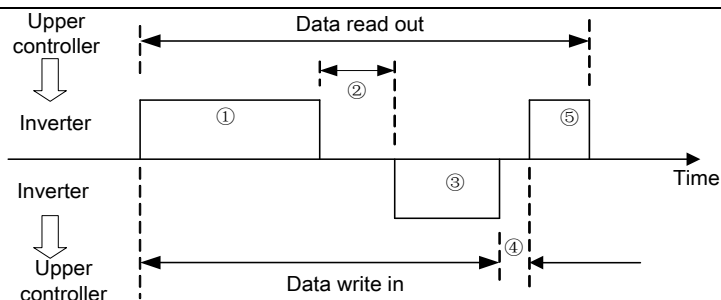 Upper
controller
Data read out
②
Inverter
①
⑤
Time
Inverter
③
④
Upper
controller
Data write in